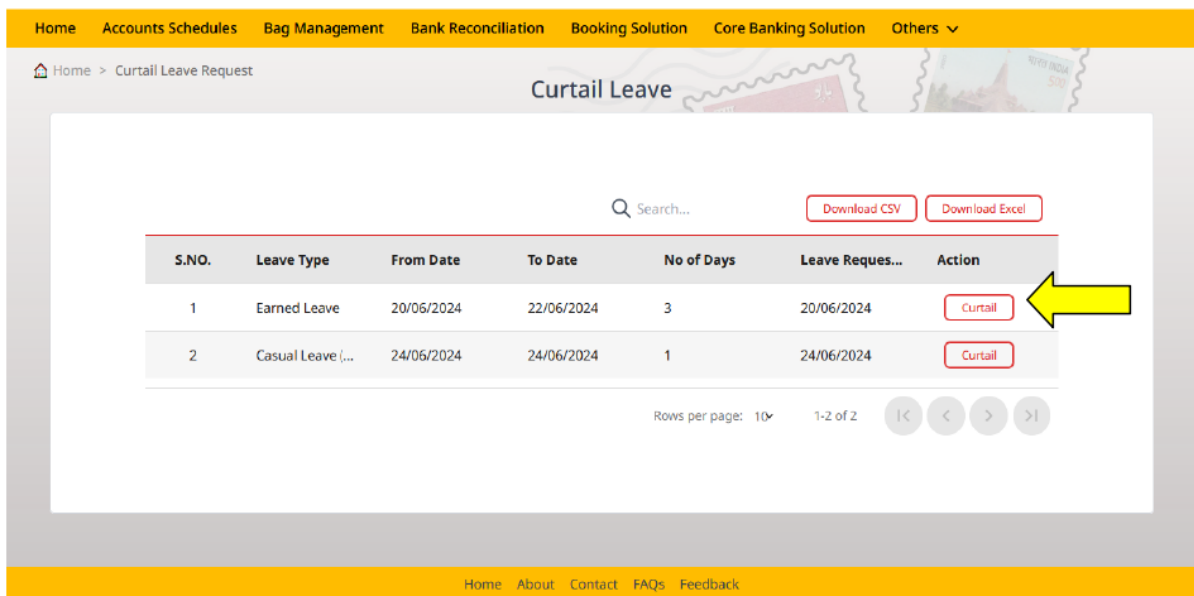 Home Accounts Schedules Bag Management Bank Reconciliation Booking Solution Core Banking Solution Others
Home > Curtail Leave Request
Curtail Leave
Search...
Download CSV Download Excel
S.NO. Leave Type From Date To Date No of Days Leave Reques... Action
1 Earned Leave 20/06/2024 22/06/2024 3 20/06/2024 Curtail
2 Casual Leave (... 24/06/2024 24/06/2024 1 24/06/2024 Curtail
Rows per page: 10 1-2 of 2
Home About Contact FAQs Feedback